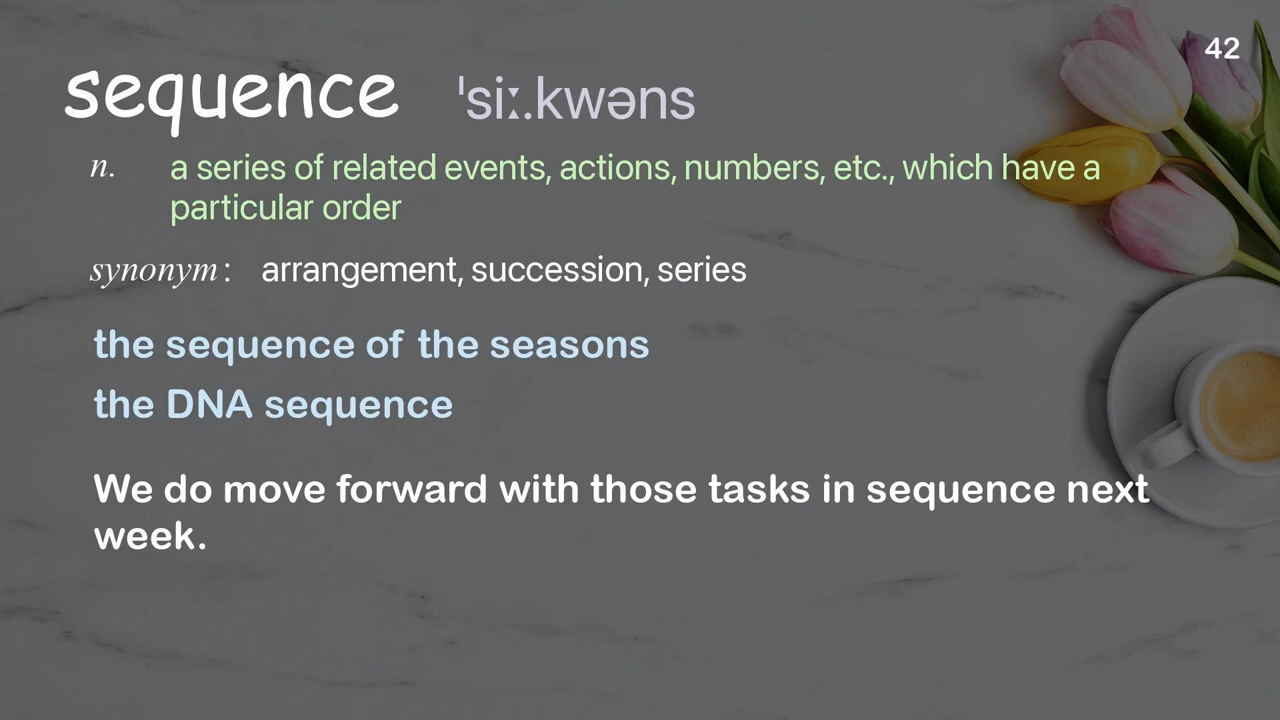 42
sequence ˈsiː.kwəns
n. a series of related events, actions, numbers, etc., which have a
particular order
synonym: arrangement, succession, series
the sequence of the seasons
the DNA sequence
We do move forward with those tasks in sequence next
week.